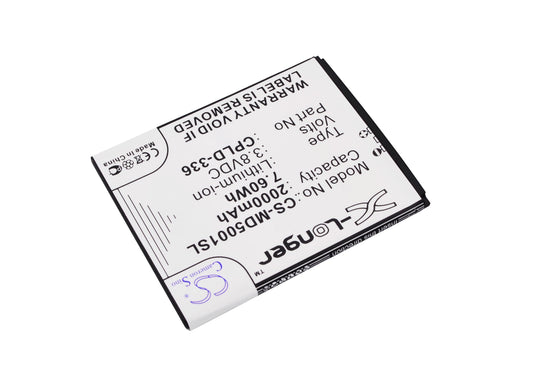 X-Longer™
Model No. CS-MD5001SL
Capacity 2000mAh
7.60Wh
Type Lithium-ion
Volts 3.8VDC
Part No CPLD-336
WARRANTY VOID IF
LABEL IS REMOVED
Made in China
Cameron Sino